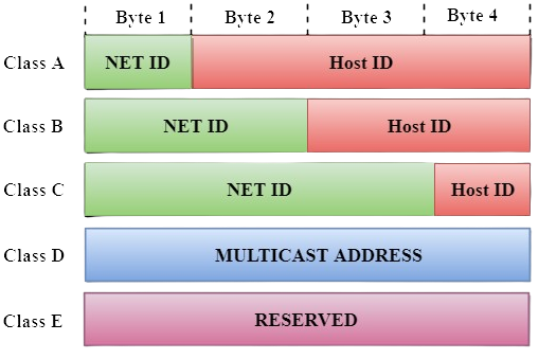 Byte 1 Byte 2 Byte 3 Byte 4
Class A NET ID Host ID
Class B NET ID Host ID
Class C NET ID Host ID
Class D MULTICAST ADDRESS
Class E RESERVED